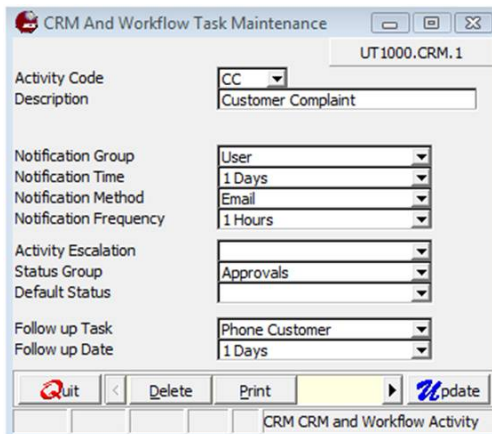 CRM And Workflow Task Maintenance
UT1000.CRM.1
Activity Code CC
Description Customer Complaint
Notification Group User
Notification Time 1 Days
Notification Method Email
Notification Frequency 1 Hours
Activity Escalation
Status Group Approvals
Default Status
Follow up Task Phone Customer
Follow up Date 1 Days
Quit < Delete Print Update
CRM CRM and Workflow Activity